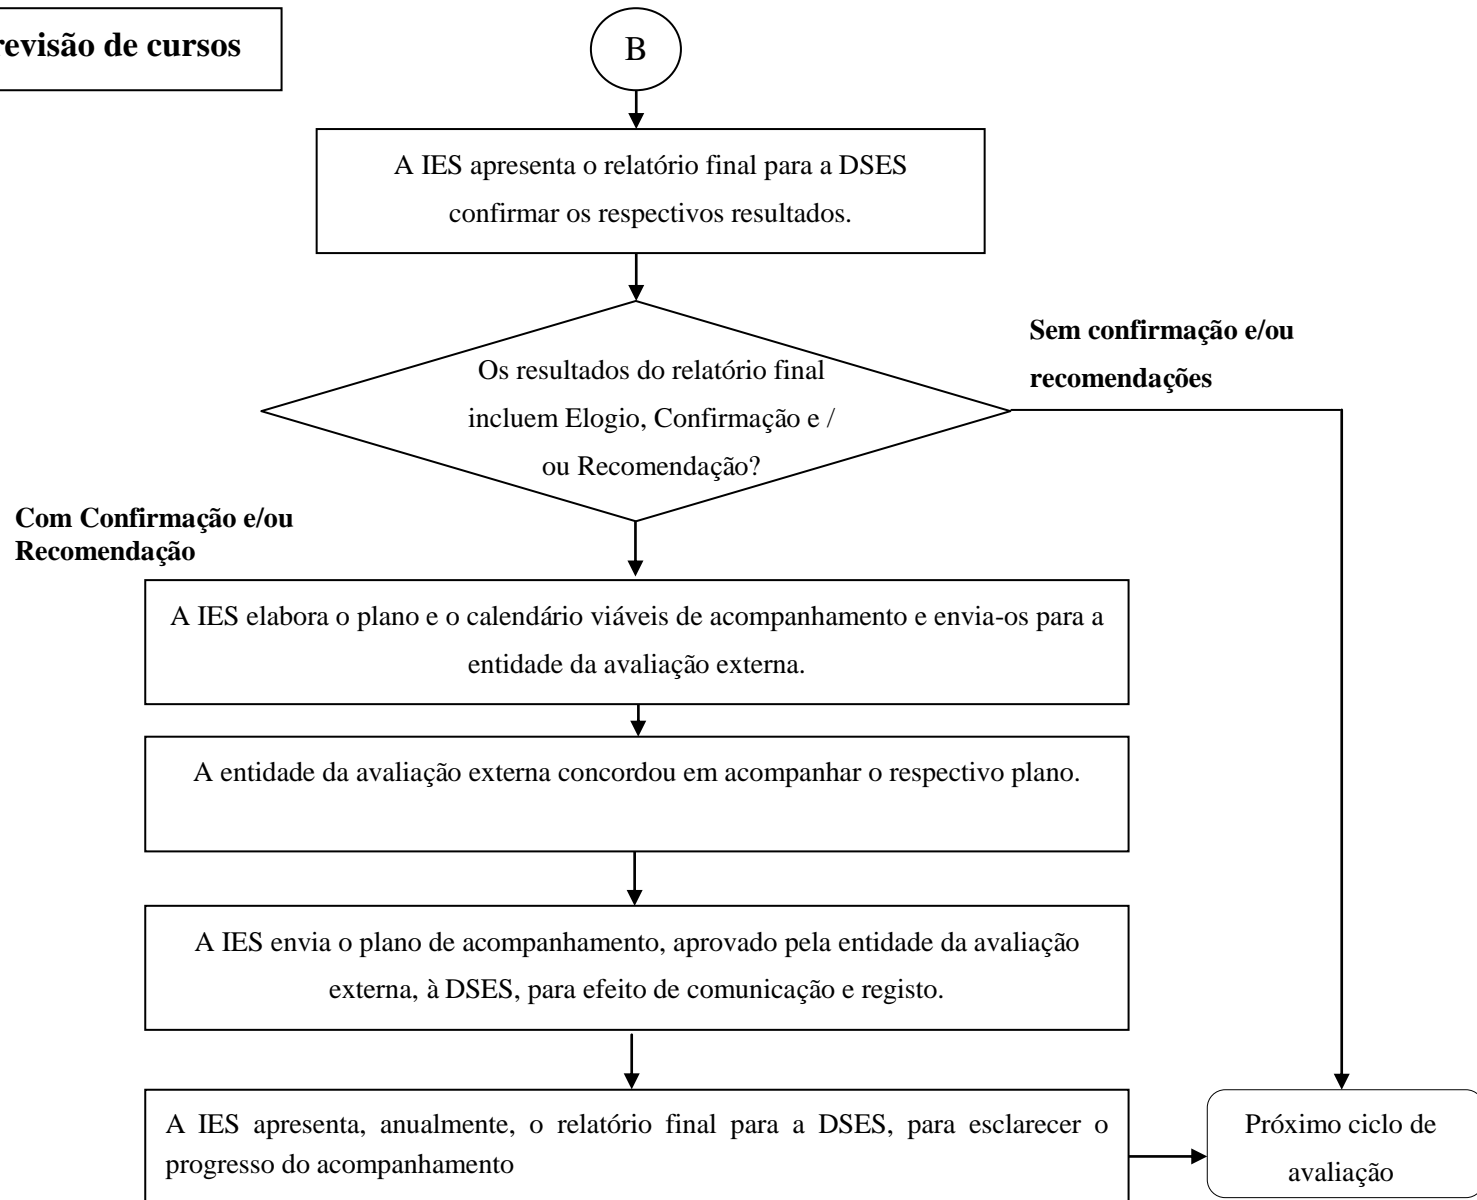 revisão de cursos
B
A IES apresenta o relatório final para a DSES
confirmar os respectivos resultados.
Sem confirmação e/ou
recomendações
Os resultados do relatório final
incluem Elogio, Confirmação e /
ou Recomendação?
Com Confirmação e/ou
Recomendação
A IES elabora o plano e o calendário viáveis de acompanhamento e envia-os para a
entidade da avaliação externa.
A entidade da avaliação externa concordou em acompanhar o respectivo plano.
A IES envia o plano de acompanhamento, aprovado pela entidade da avaliação
externa, à DSES, para efeito de comunicação e registo.
A IES apresenta, anualmente, o relatório final para a DSES, para esclarecer o
progresso do acompanhamento
Próximo ciclo de
avaliação